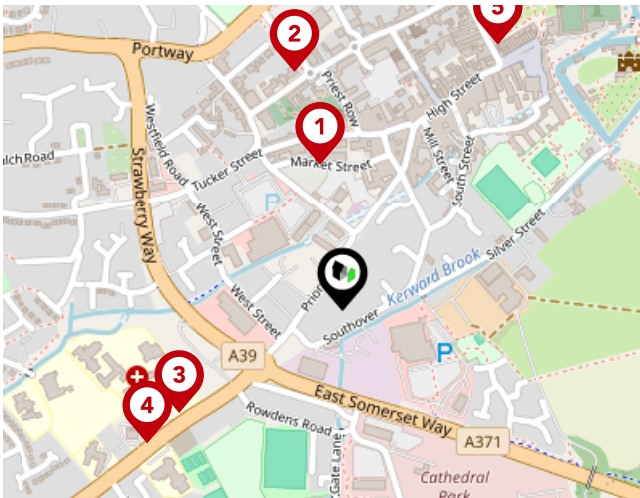 5
2
Portway
Priest Row
High Street
1
Westfield Road
Market Street
Mill Street
South Street
Tucker Street
Strawberry Way
P
West Street
Silver Street
Kerward Brook
West Street
Southover
P
A39
3
4
East Somerset Way
Rowdens Road
A371
Gate Lane
Cathedral
Park